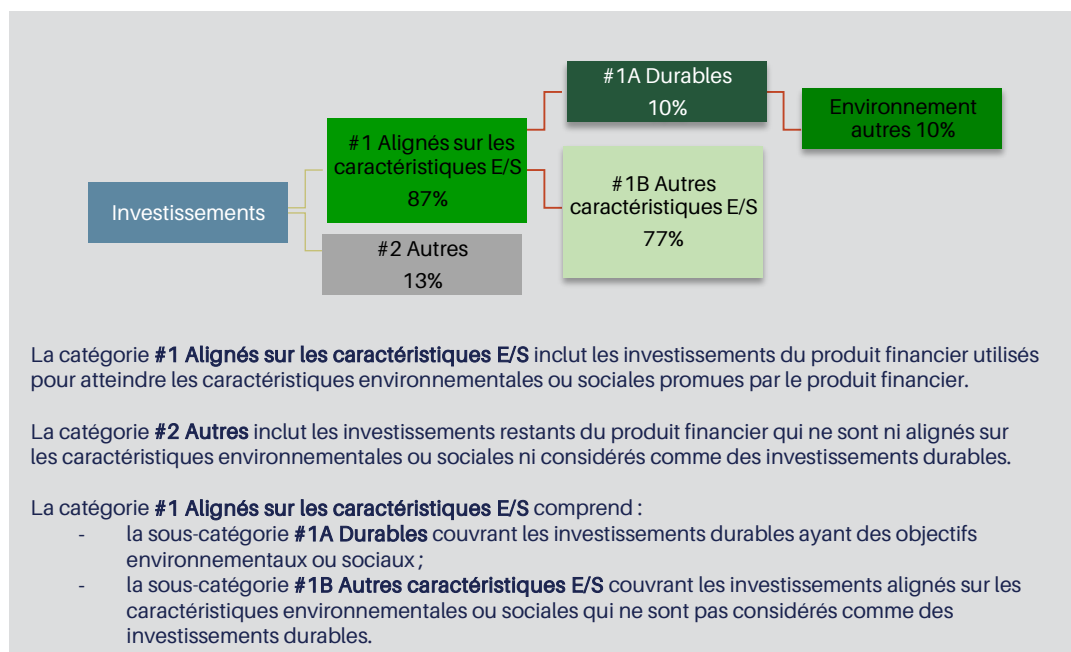 #1A Durables
10%
Environnement
autres 10%
#1 Alignés sur les
caractéristiques E/S
87%
#1B Autres
caractéristiques E/S
77%
Investissements
#2 Autres
13%
La catégorie #1 Alignés sur les caractéristiques E/S inclut les investissements du produit financier utilisés
pour atteindre les caractéristiques environnementales ou sociales promues par le produit financier.
La catégorie #2 Autres inclut les investissements restants du produit financier qui ne sont ni alignés sur
les caractéristiques environnementales ou sociales ni considérés comme des investissements durables.
La catégorie #1 Alignés sur les caractéristiques E/S comprend :
- la sous-catégorie #1A Durables couvrant les investissements durables ayant des objectifs
environnementaux ou sociaux ;
- la sous-catégorie #1B Autres caractéristiques E/S couvrant les investissements alignés sur les
caractéristiques environnementales ou sociales qui ne sont pas considérés comme des
investissements durables.